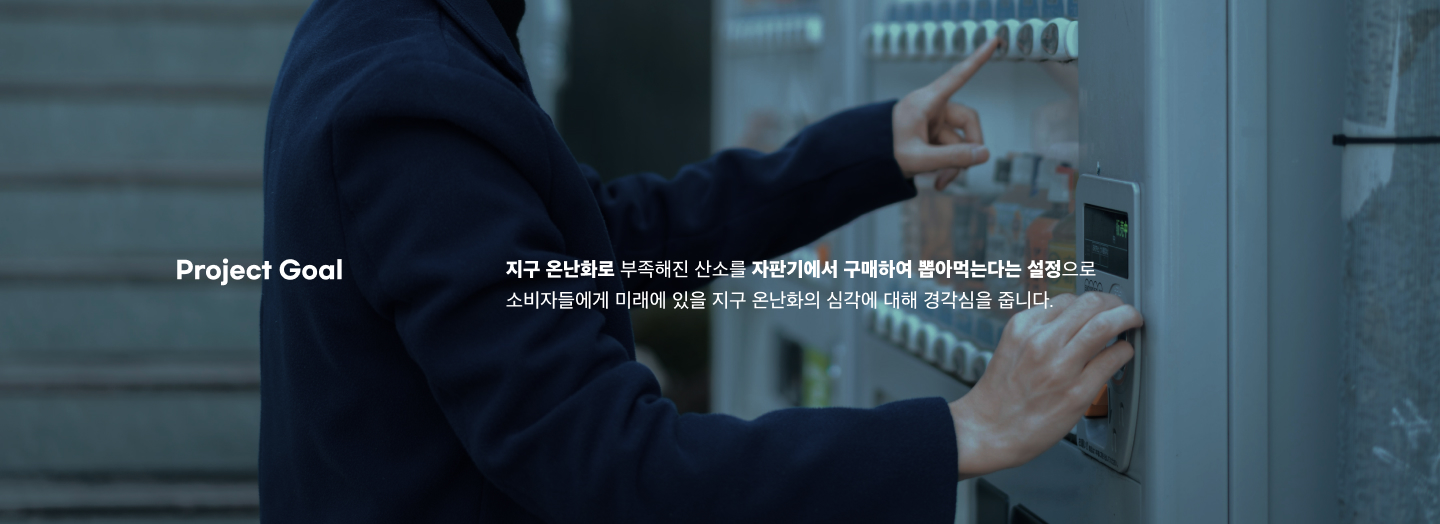 Project Goal
지구 온난화로 부족해진 산소를 자판기에서 구매하여 뽑아먹는다는 설정으로
소비자들에게 미래에 있을 지구 온난화의 심각에 대해 경각심을 줍니다.